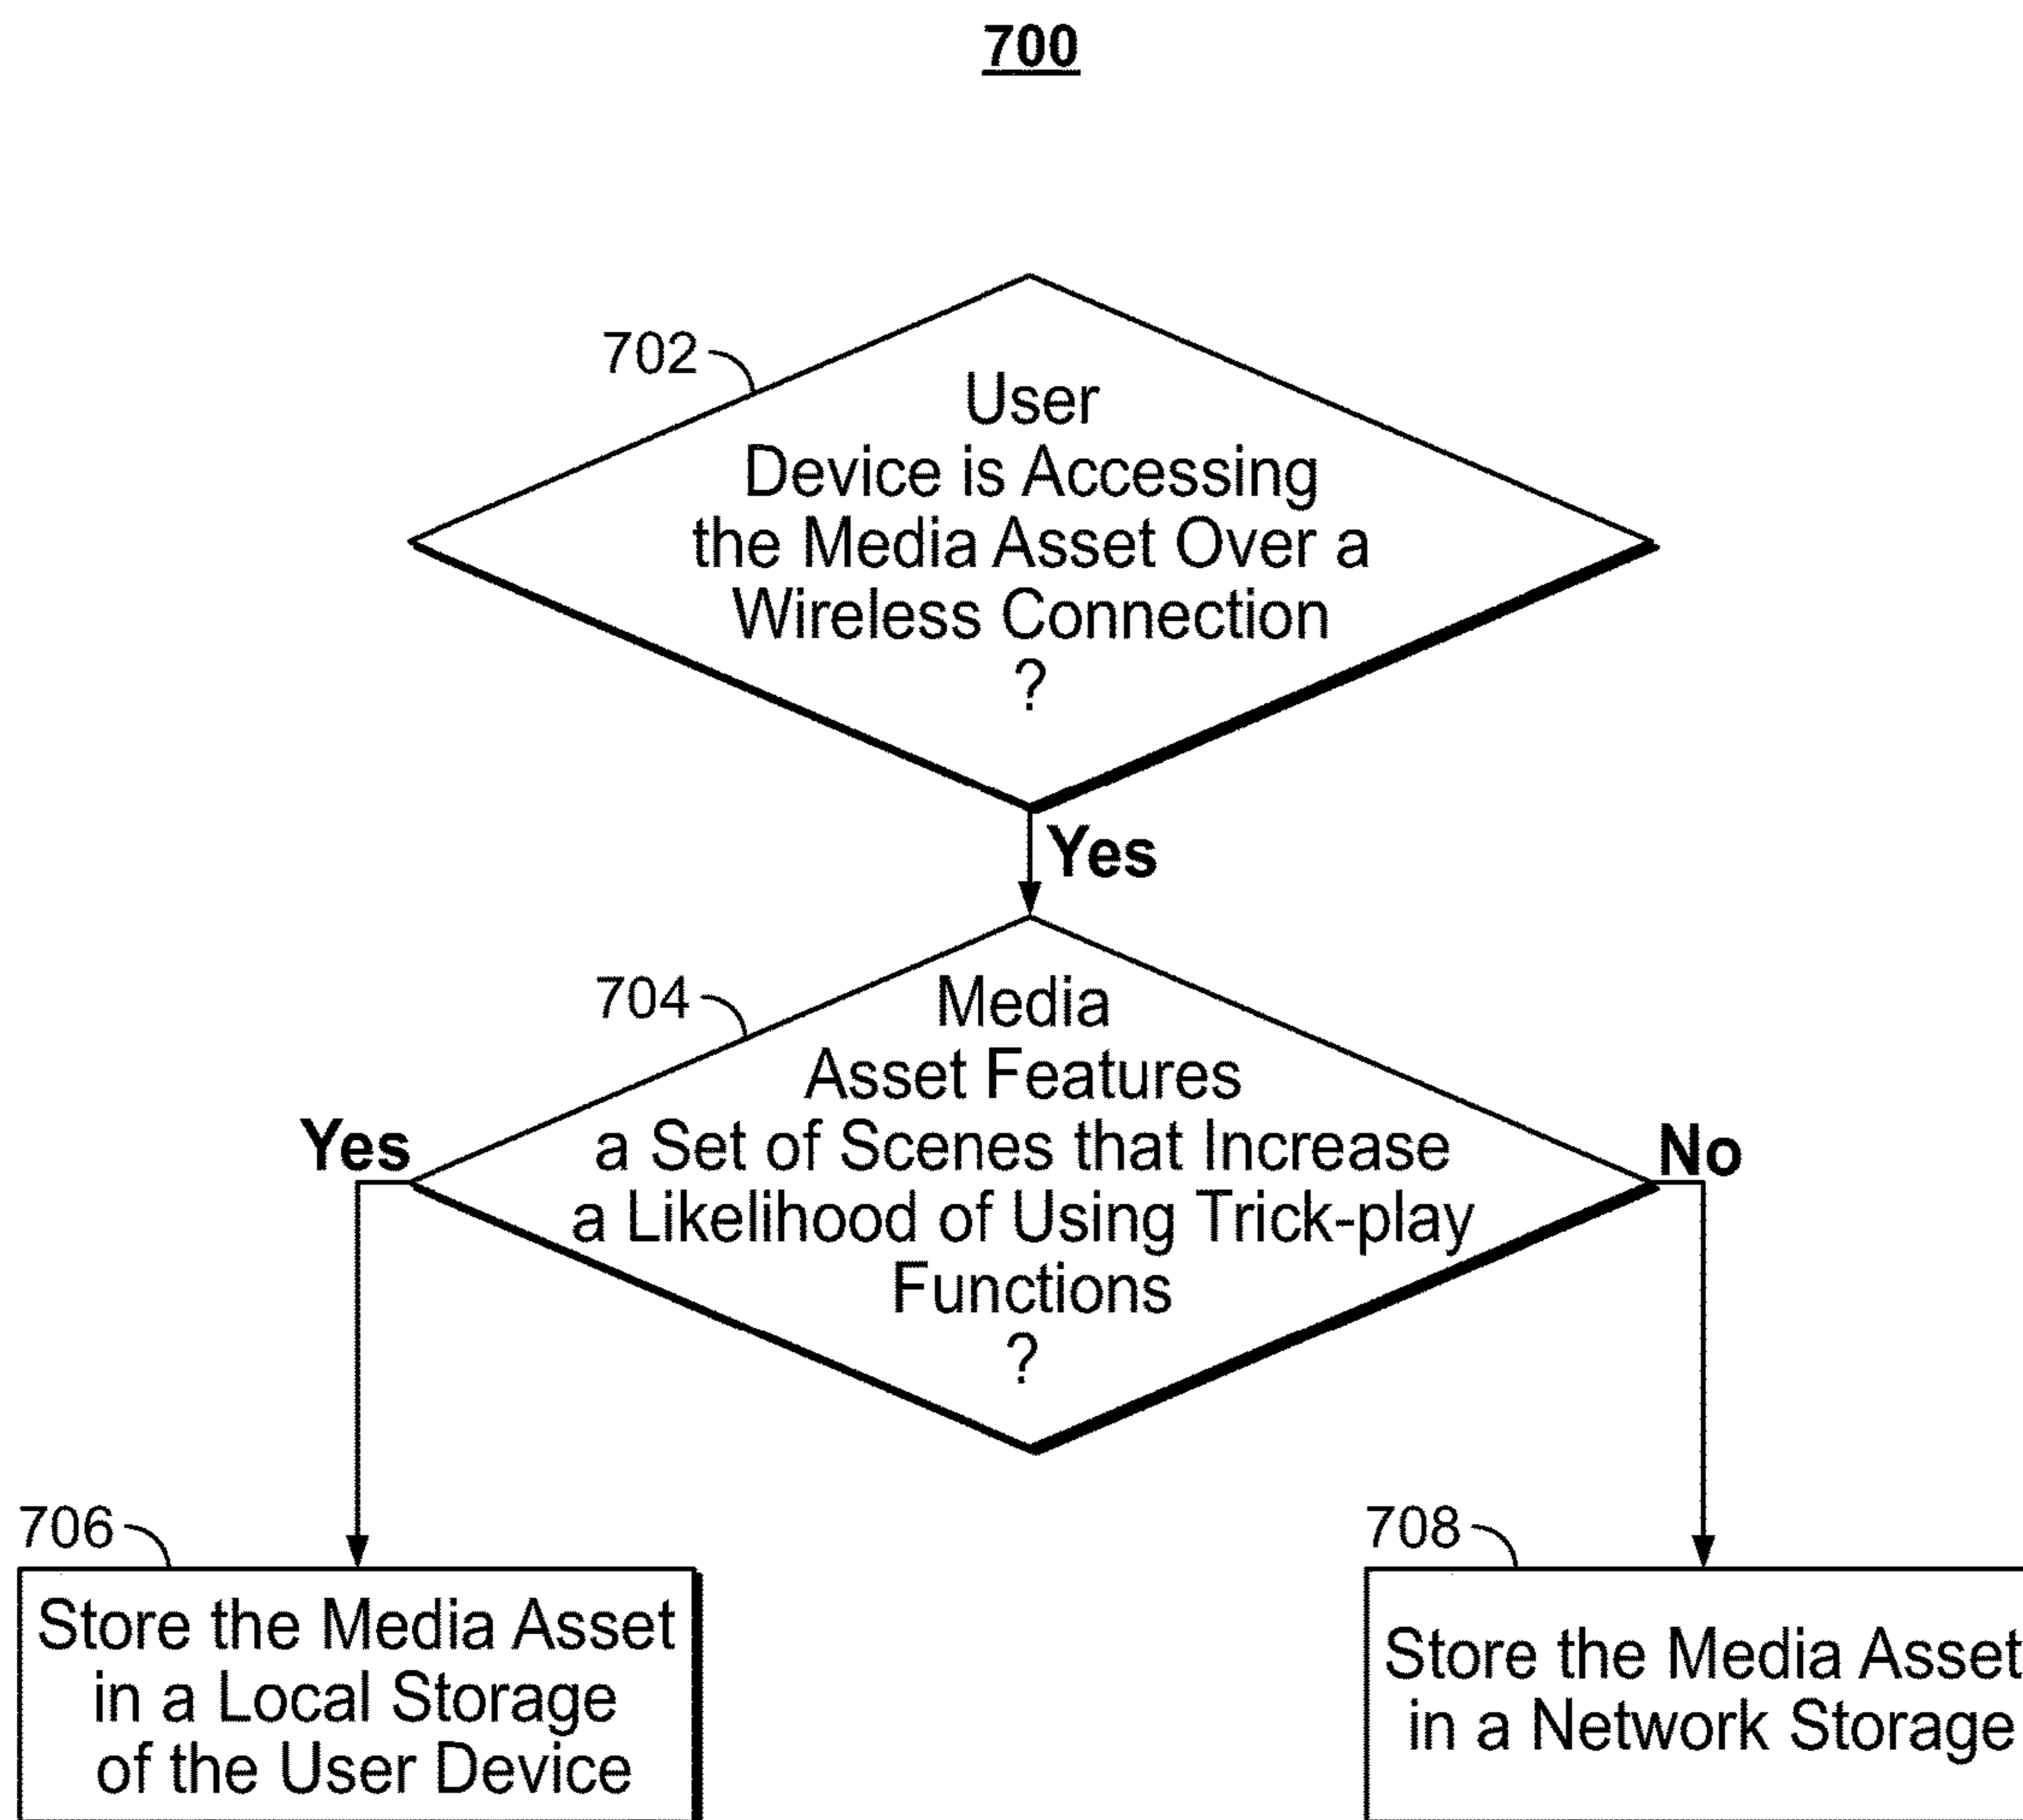 700
702
User
Device is Accessing
the Media Asset Over a
Wireless Connection
?
Yes
704
Media
Asset Features
a Set of Scenes that Increase
a Likelihood of Using Trick-play
Functions
?
Yes
No
706
Store the Media Asset
in a Local Storage
of the User Device
708
Store the Media Asset
in a Network Storage